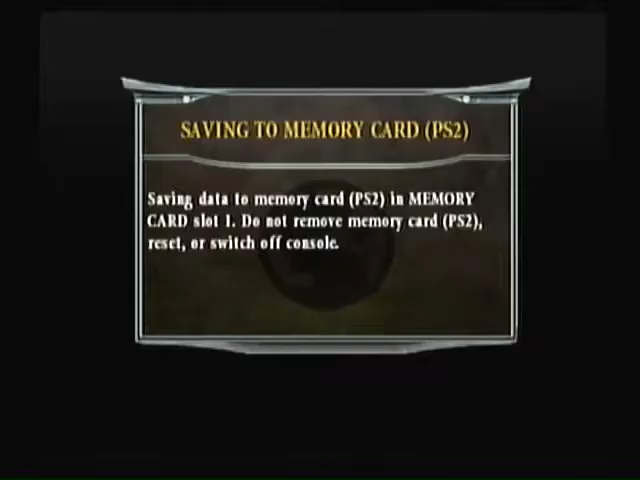 SAVING TO MEMORY CARD (PS2)
Saving data to memory card (PS2) in MEMORY
CARD slot 1. Do not remove memory card (PS2),
reset, or switch off console.